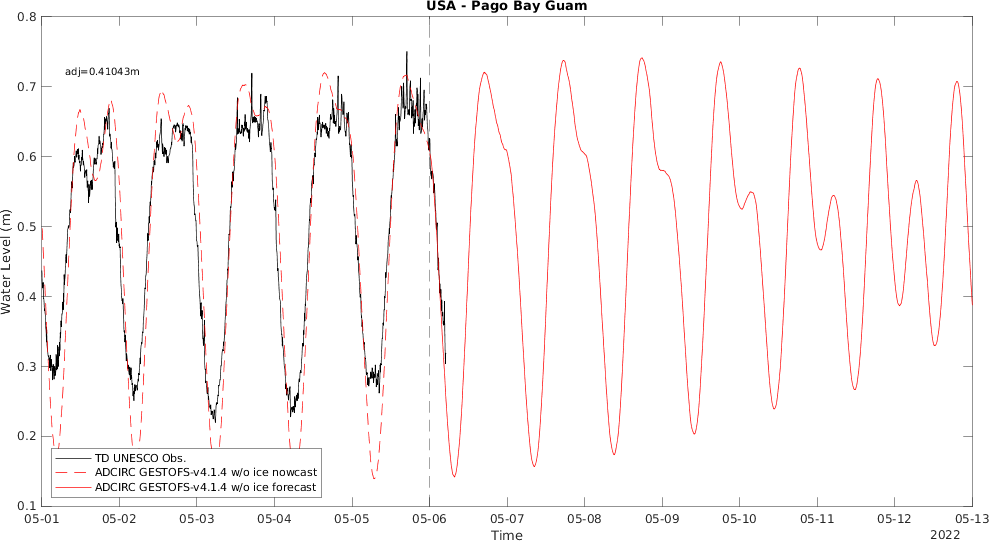 USA - Pago Bay Guam
0.8
0.7
0.6
0.5
0.4
0.3
0.2
0.1
Water Level (m)
adj=0.41043m
TD UNESCO Obs.
ADCIRC GESTOFS-v4.1.4 w/o ice nowcast
ADCIRC GESTOFS-v4.1.4 w/o ice forecast
05-01 05-02 05-03 05-04 05-05 05-06 05-07 05-08 05-09 05-10 05-11 05-12 05-13
Time
2022